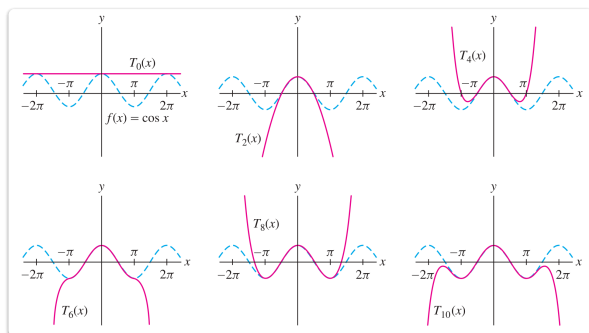 y
T₀(x)
−π
π
x
−2π
2π
f(x) = cos x
y
−π
π
x
−2π
2π
T₂(x)
y
T₄(x)
−π
π
x
−2π
2π
y
−π
π
x
−2π
2π
T₆(x)
y
T₈(x)
−π
π
x
−2π
2π
y
−π
π
x
−2π
2π
T₁₀(x)